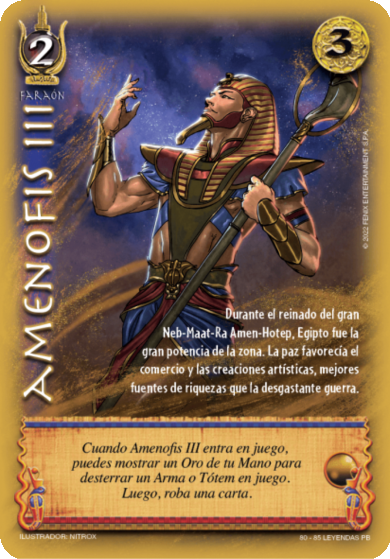 2
3
FARAÓN
AMENOFIS III
© 2022 FENIX ENTERTAINMENT .E.P.A.
Durante el reinado del gran
Neb-Maat-Ra Amen-Hotep, Egipto fue la
gran potencia de la zona. La paz favorecía el
comercio y las creaciones artísticas, mejores
fuentes de riquezas que la desgastante guerra.
Cuando Amenofis III entra en juego,
puedes mostrar un Oro de tu Mano para
desterrar un Arma o Tótem en juego.
Luego, roba una carta.
ILUSTRADOR: NITROX
80 - 85 LEYENDAS PB